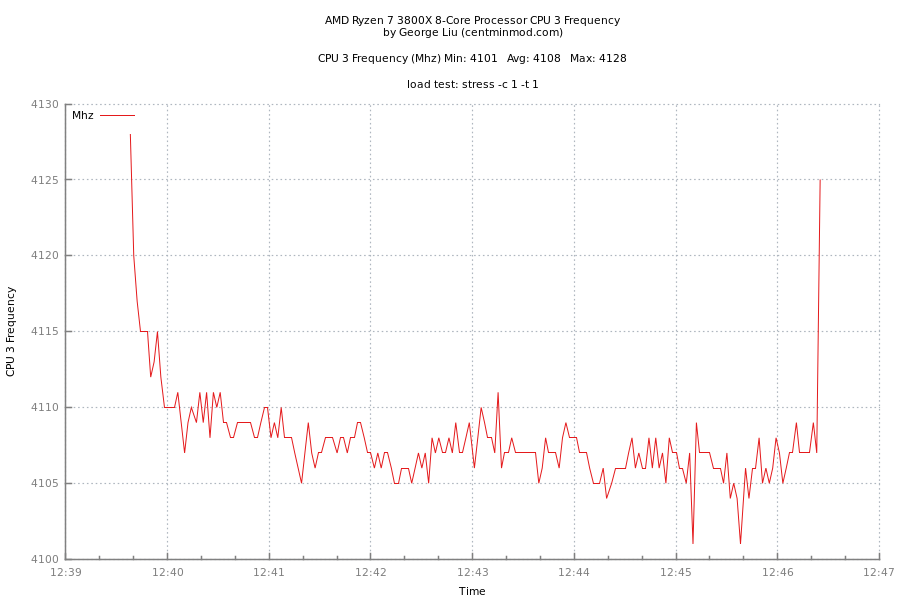 AMD Ryzen 7 3800X 8-Core Processor CPU 3 Frequency
by George Liu (centminmod.com)
CPU 3 Frequency (Mhz) Min: 4101 Avg: 4108 Max: 4128
load test: stress -c 1 -t 1
4130
Mhz
4125
4120
4115
4110
4105
4100
CPU 3 Frequency
12:39 12:40 12:41 12:42 12:43 12:44 12:45 12:46 12:47
Time